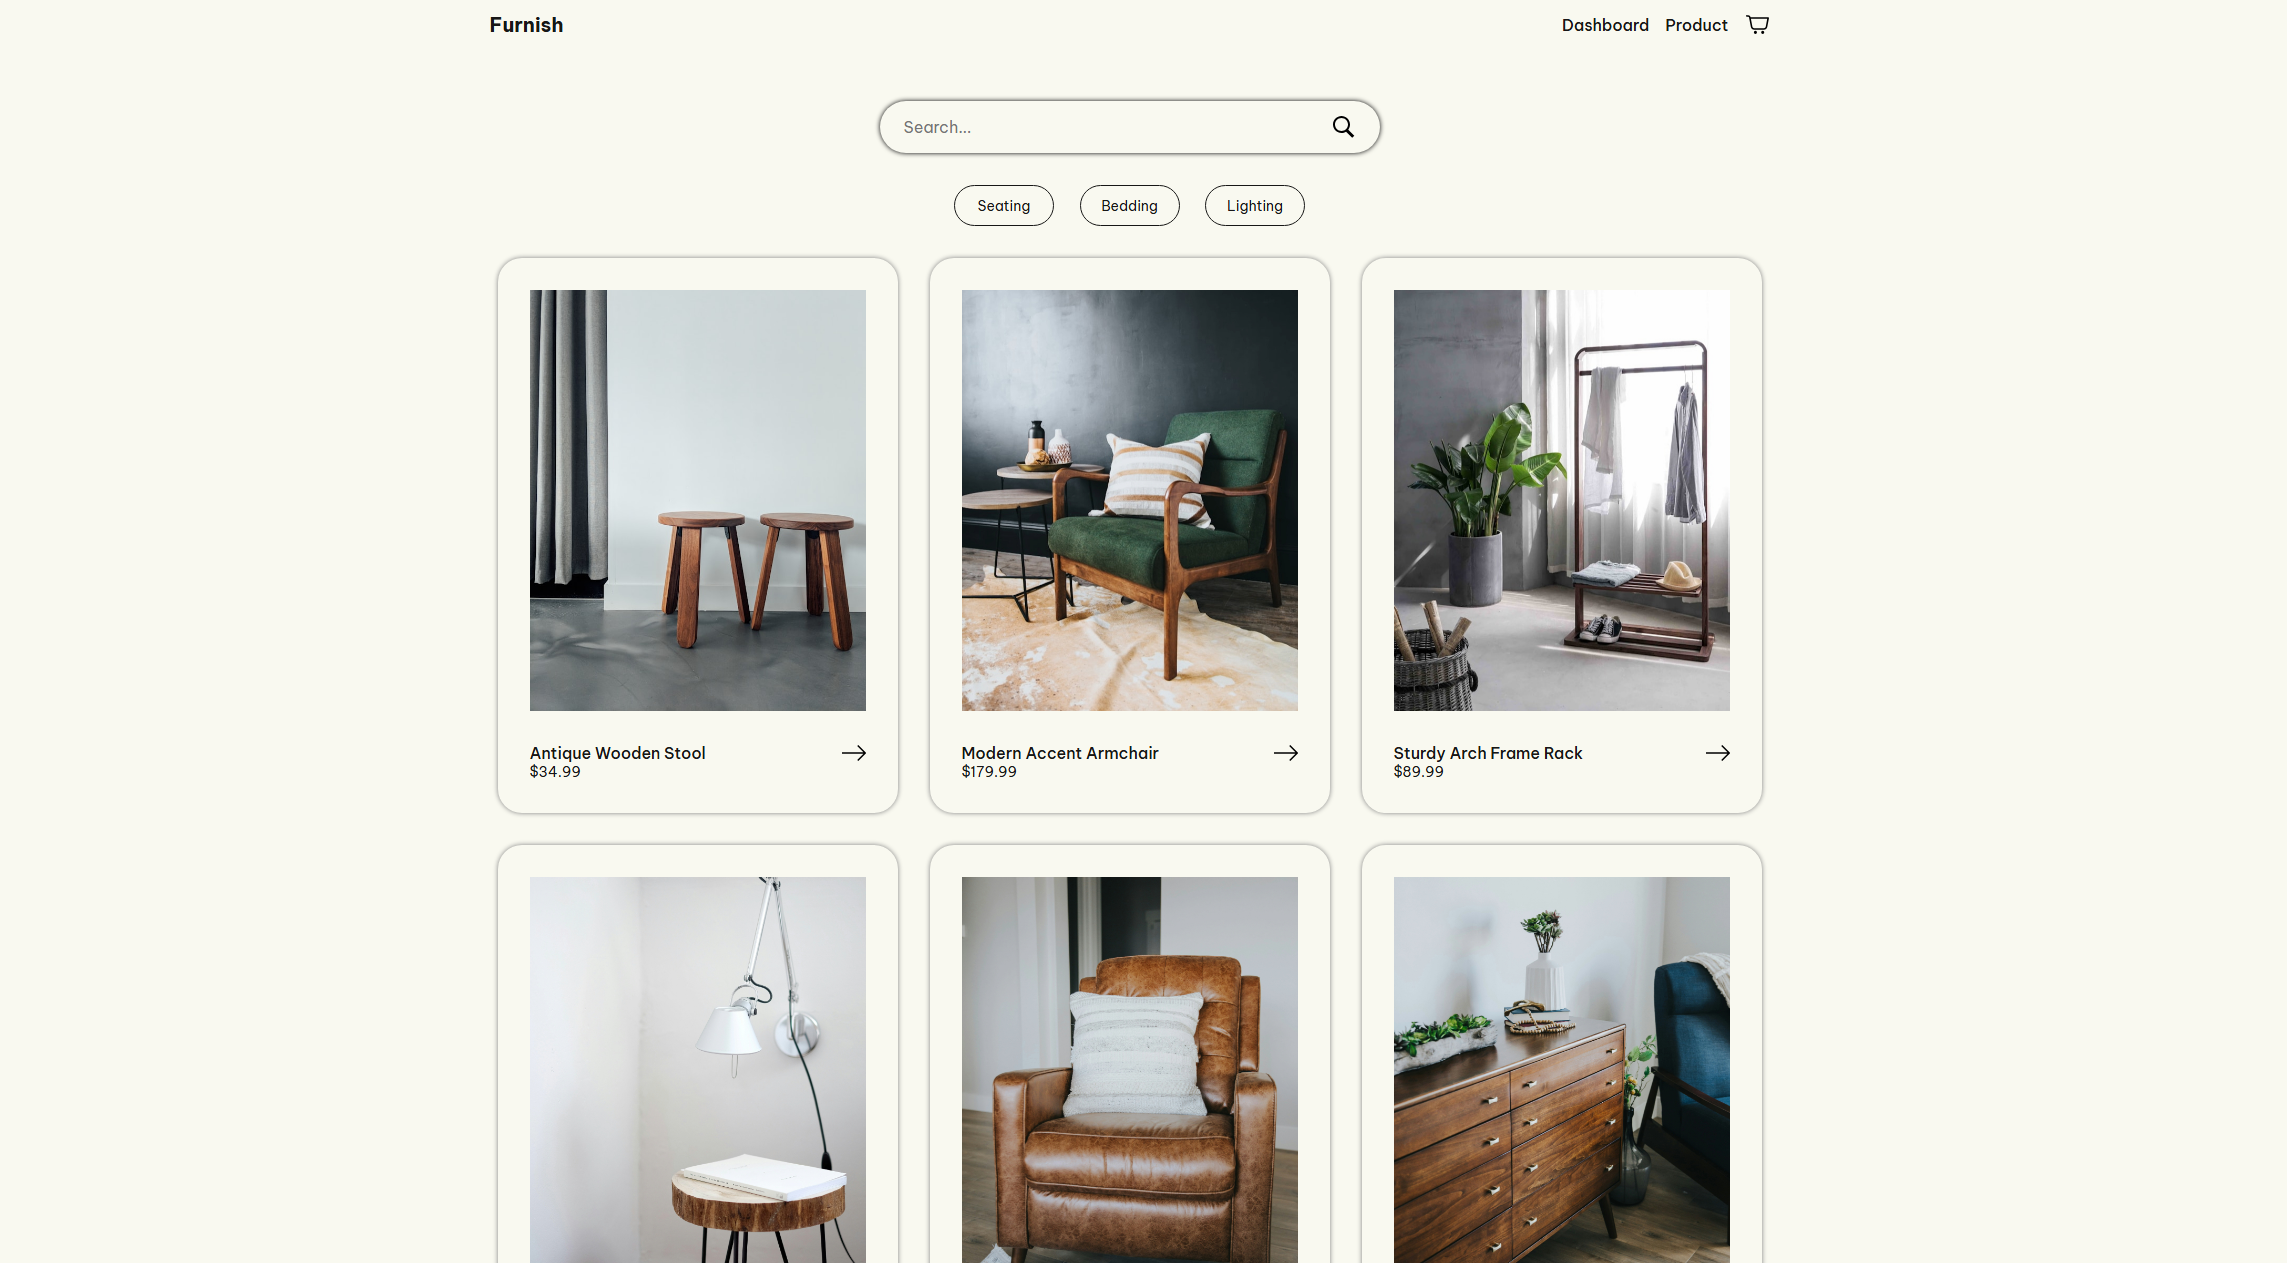 Furnish
Dashboard Product
Search...
Seating Bedding Lighting
Antique Wooden Stool
$34.99
Modern Accent Armchair
$179.99
Sturdy Arch Frame Rack
$89.99